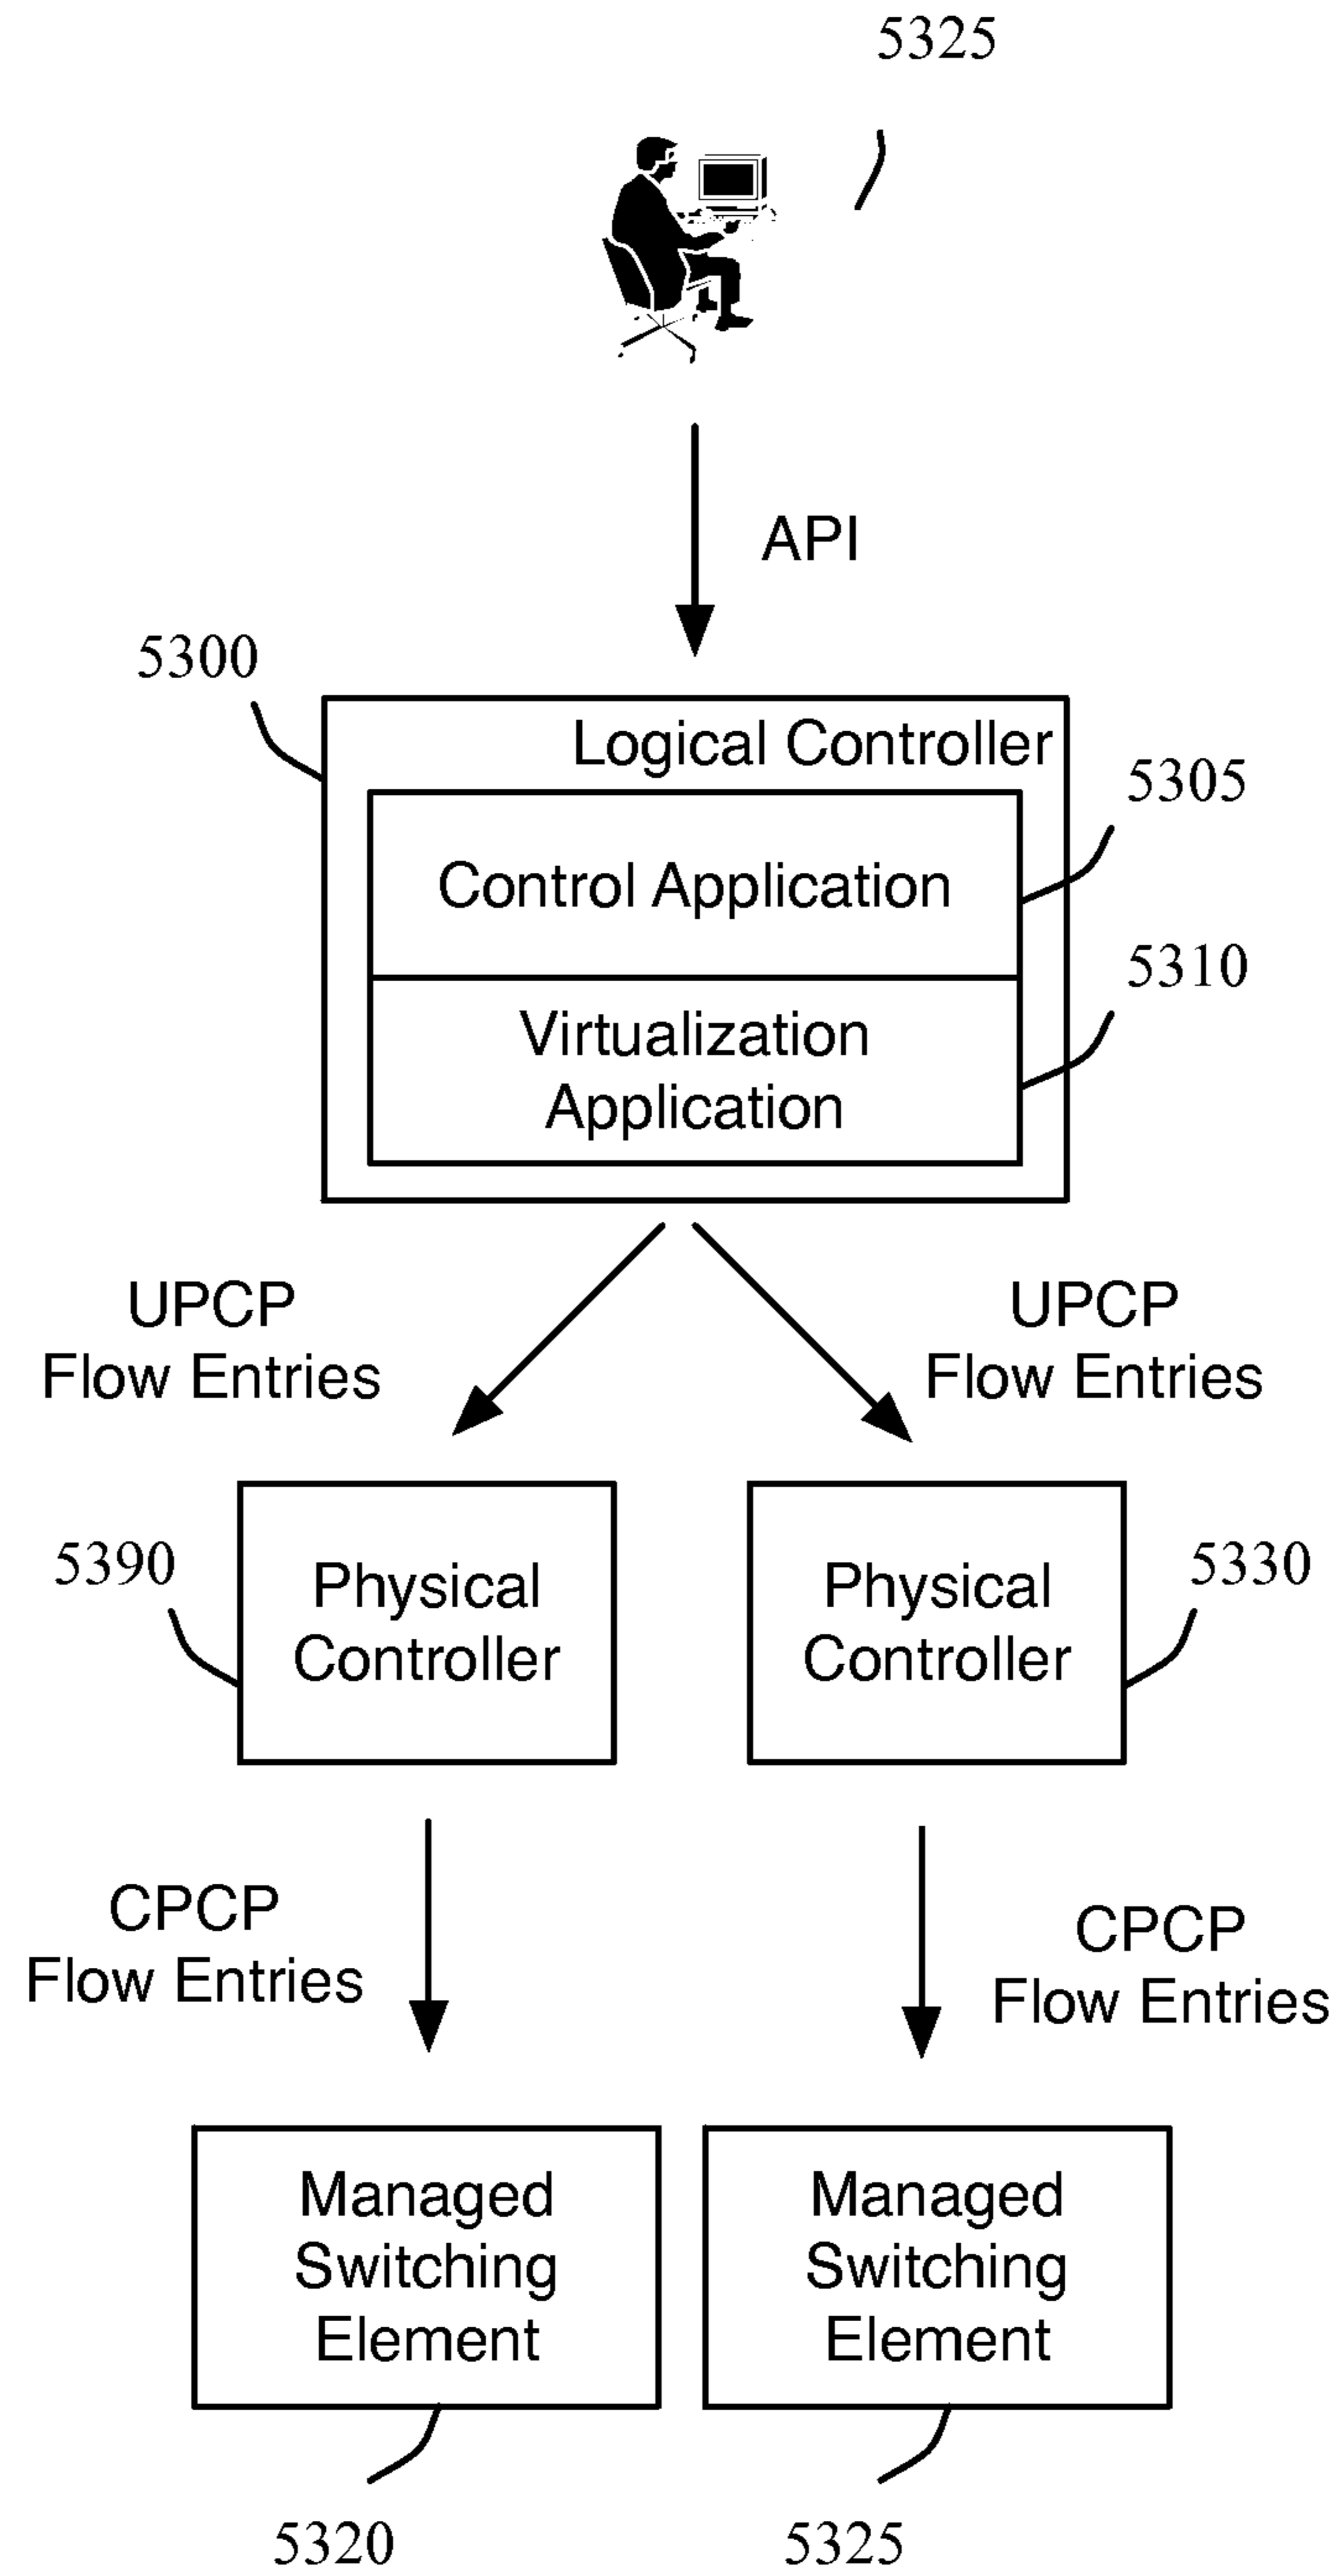 5325
API
5300
Logical Controller
5305
Control Application
5310
Virtualization
Application
UPCP
Flow Entries
UPCP
Flow Entries
5390
Physical
Controller
Physical
Controller
5330
CPCP
Flow Entries
CPCP
Flow Entries
Managed
Switching
Element
Managed
Switching
Element
5320
5325